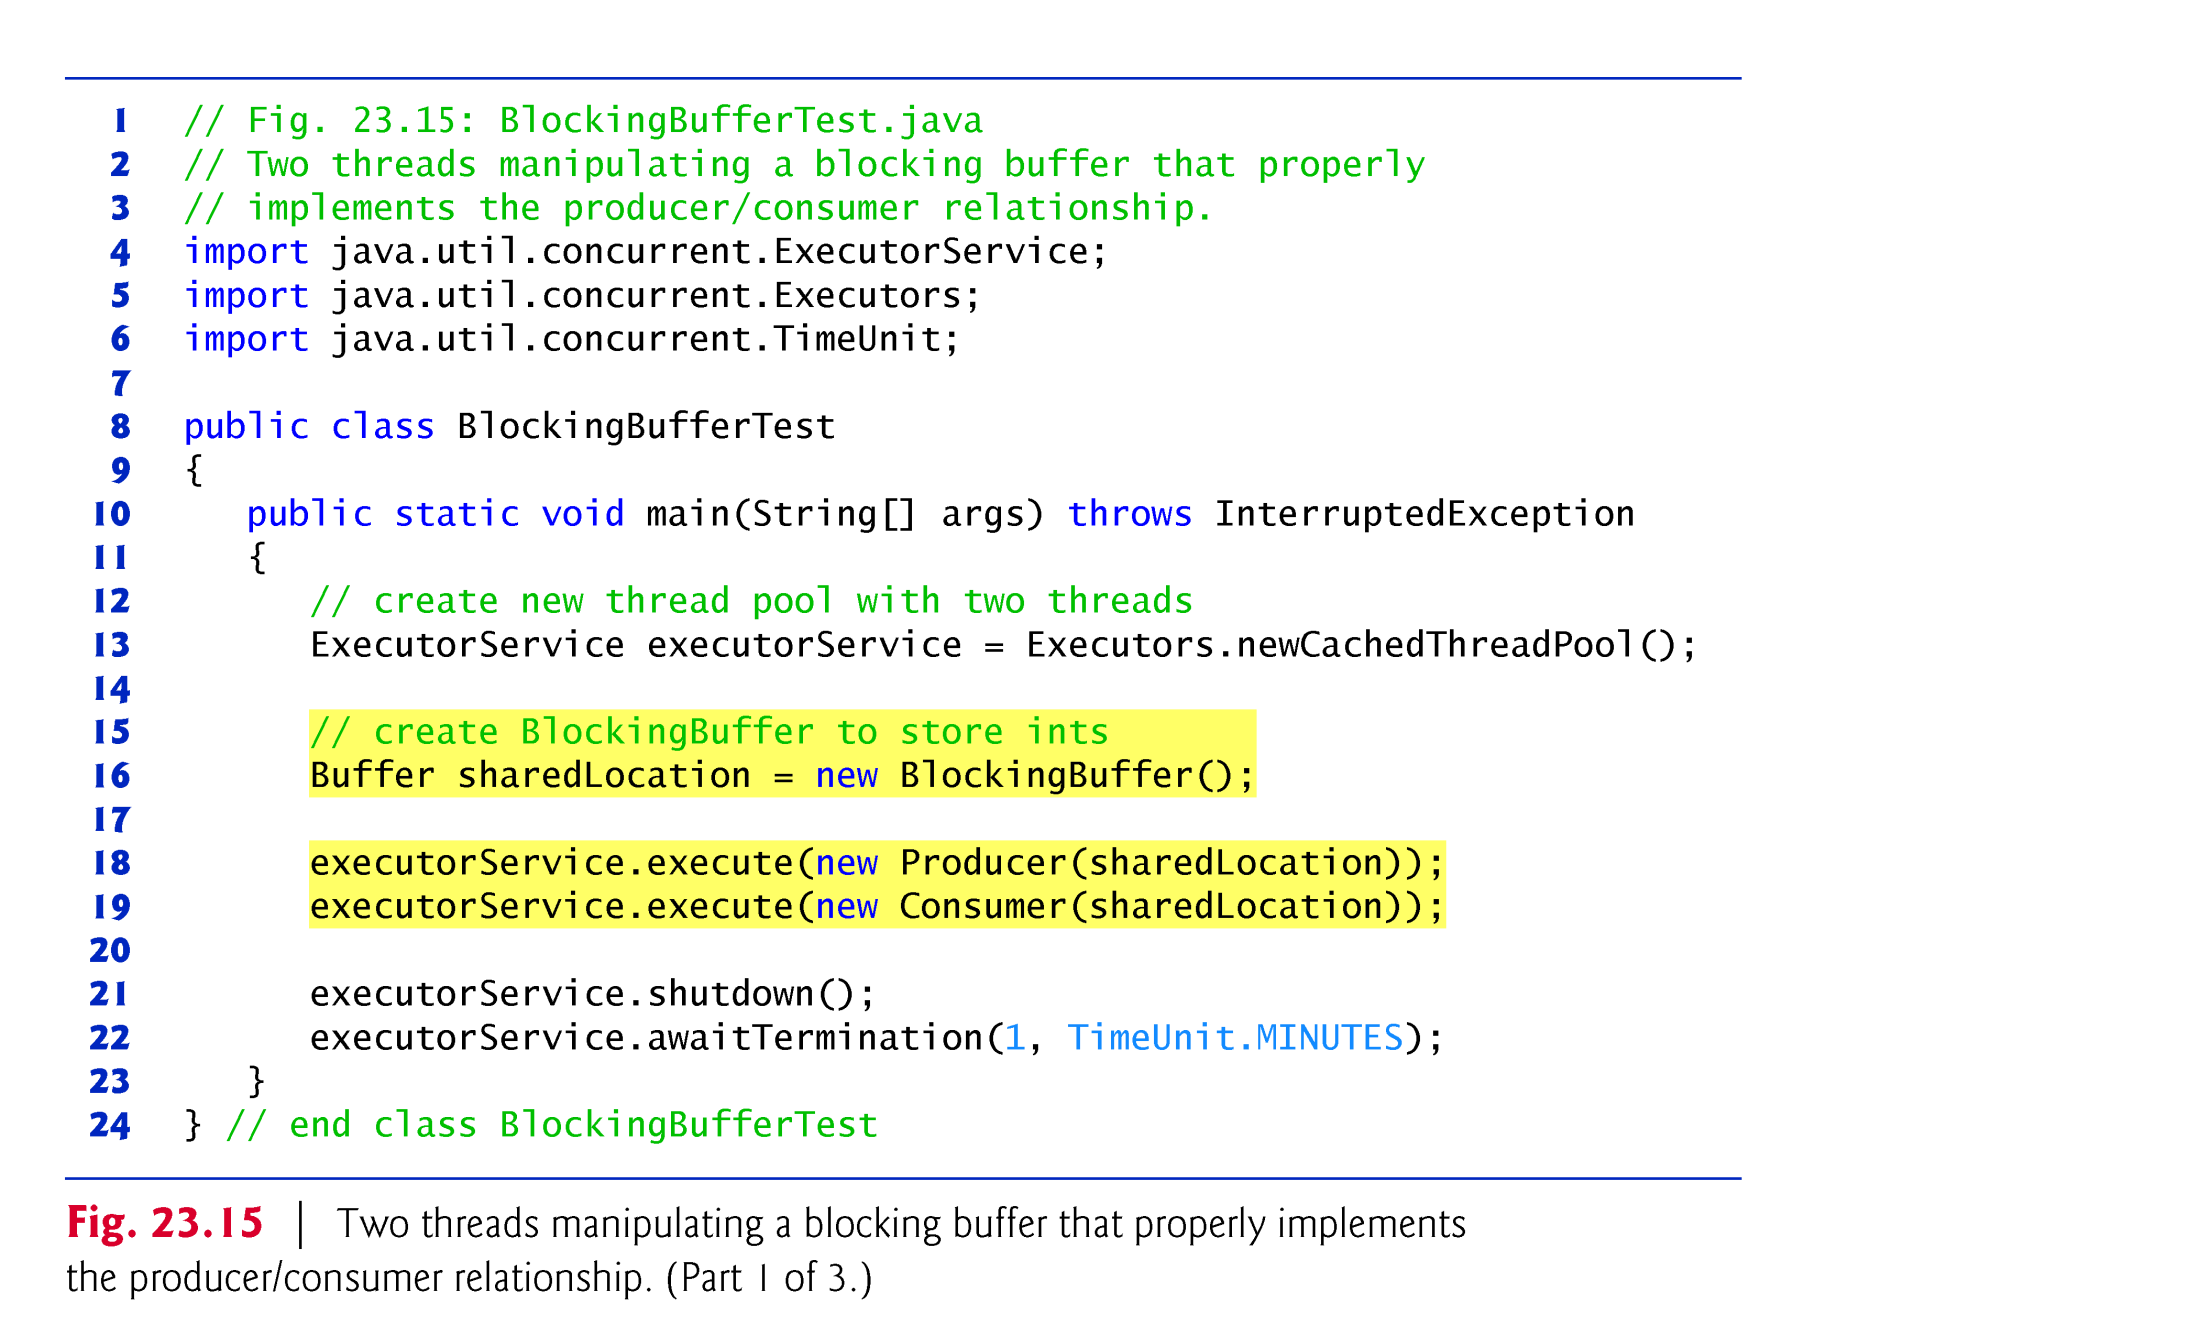 1 // Fig. 23.15: BlockingBufferTest.java
2 // Two threads manipulating a blocking buffer that properly
3 // implements the producer/consumer relationship.
4 import java.util.concurrent.ExecutorService;
5 import java.util.concurrent.Executors;
6 import java.util.concurrent.TimeUnit;
7
8 public class BlockingBufferTest
9 {
10    public static void main(String[] args) throws InterruptedException
11    {
12       // create new thread pool with two threads
13       ExecutorService executorService = Executors.newCachedThreadPool();
14
15       // create BlockingBuffer to store ints
16       Buffer sharedLocation = new BlockingBuffer();
17
18       executorService.execute(new Producer(sharedLocation));
19       executorService.execute(new Consumer(sharedLocation));
20
21       executorService.shutdown();
22       executorService.awaitTermination(1, TimeUnit.MINUTES);
23    }
24 } // end class BlockingBufferTest
Fig. 23.15 | Two threads manipulating a blocking buffer that properly implements
the producer/consumer relationship. (Part 1 of 3.)